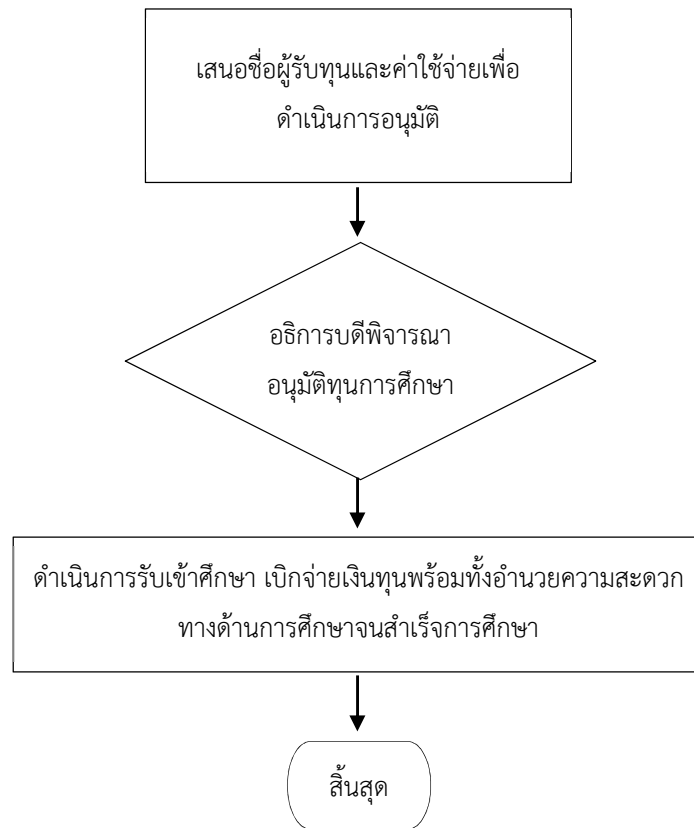 เสนอชื่อผู้รับทุนและค่าใช้จ่ายเพื่อ
ดำเนินการอนุมัติ
อธิการบดีพิจารณา
อนุมัติทุนการศึกษา
ดำเนินการรับเข้าศึกษา เบิกจ่ายเงินทุนพร้อมทั้งอำนวยความสะดวก
ทางด้านการศึกษาจนสำเร็จการศึกษา
สิ้นสุด